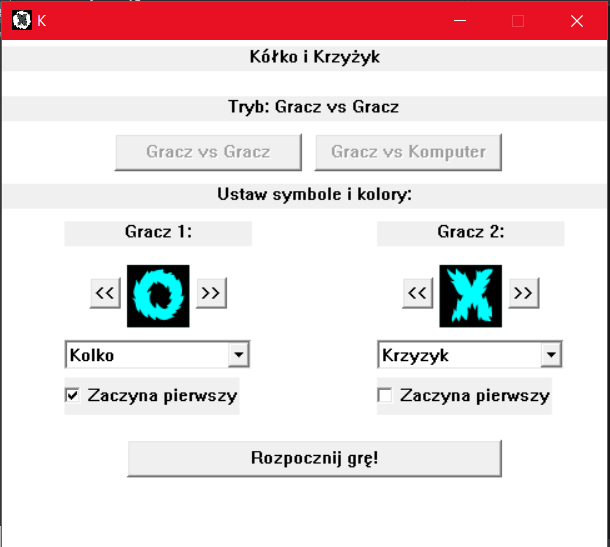 K
Kółko i Krzyżyk
Tryb: Gracz vs Gracz
Gracz vs Gracz Gracz vs Komputer
Ustaw symbole i kolory:
Gracz 1: Gracz 2:
<< O >> << X >>
Kolko Krzyzyk
Zaczyna pierwszy Zaczyna pierwszy
Rozpocznij grę!